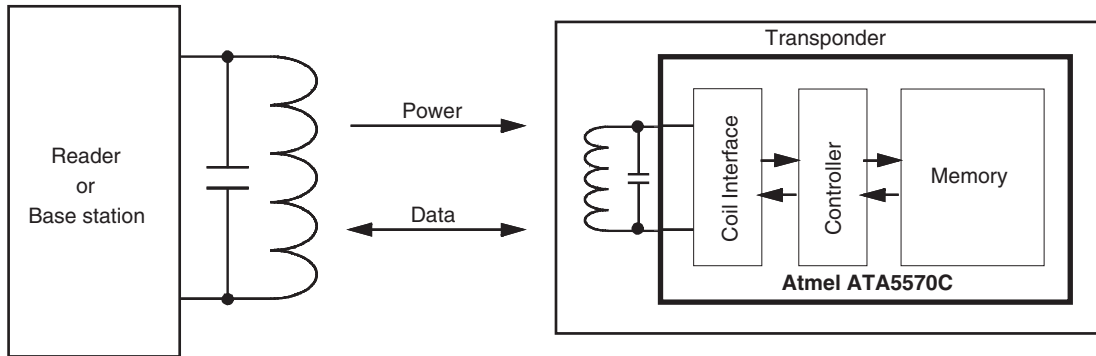 Reader
or
Base station
Power
Data
Transponder
Coil Interface
Controller
Memory
Atmel ATA5570C